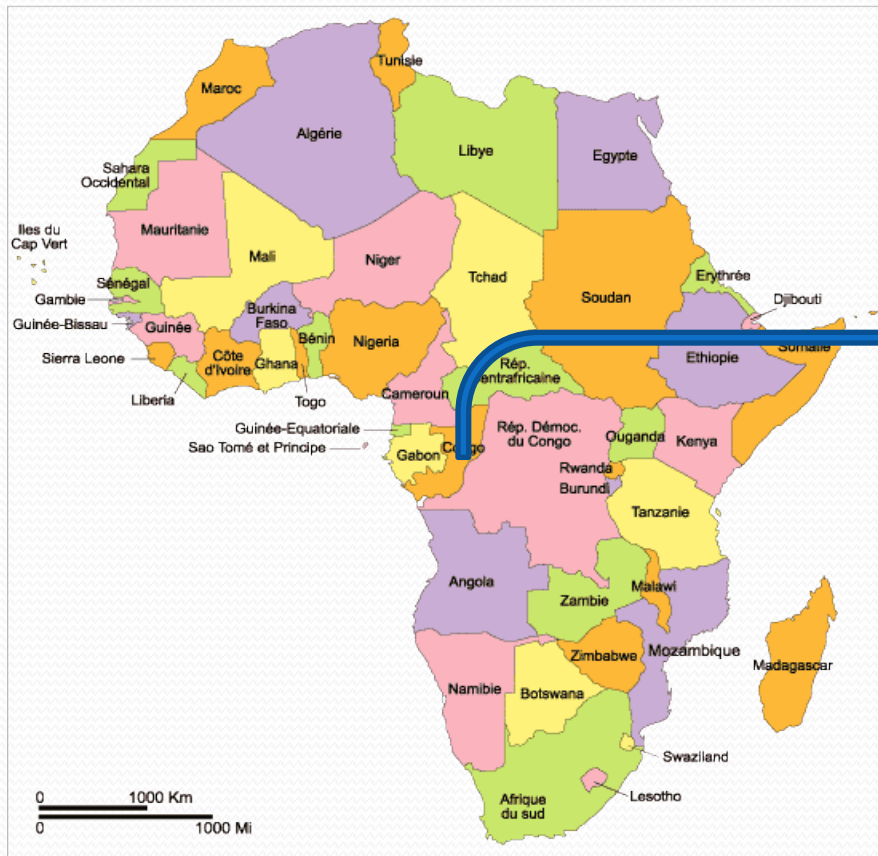 Tunisie
Maroc
Algérie
Libye
Egypte
Sahara
Occidental
Iles du
Cap Vert
Mauritanie
Mali
Niger
Tchad
Soudan
Erythrée
Djibouti
Sénégal
Gambie
Guinée-Bissau
Guinée
Burkina
Faso
Bénin
Nigeria
Sierra Leone
Côte
d'Ivoire
Ghana
Togo
Liberia
Ethiopie
Somalie
Rép.
entrafricaine
Cameroun
Guinée-Equatoriale
Sao Tomé et Principe
Gabon
Congo
Rép. Démoc.
du Congo
Ouganda
Kenya
Rwanda
Burundi
Tanzanie
Angola
Zambie
Malawi
Mozambique
Zimbabwe
Madagascar
Namibie
Botswana
Swaziland
Lesotho
Afrique
du sud
0 1000 Km
0 1000 Mi